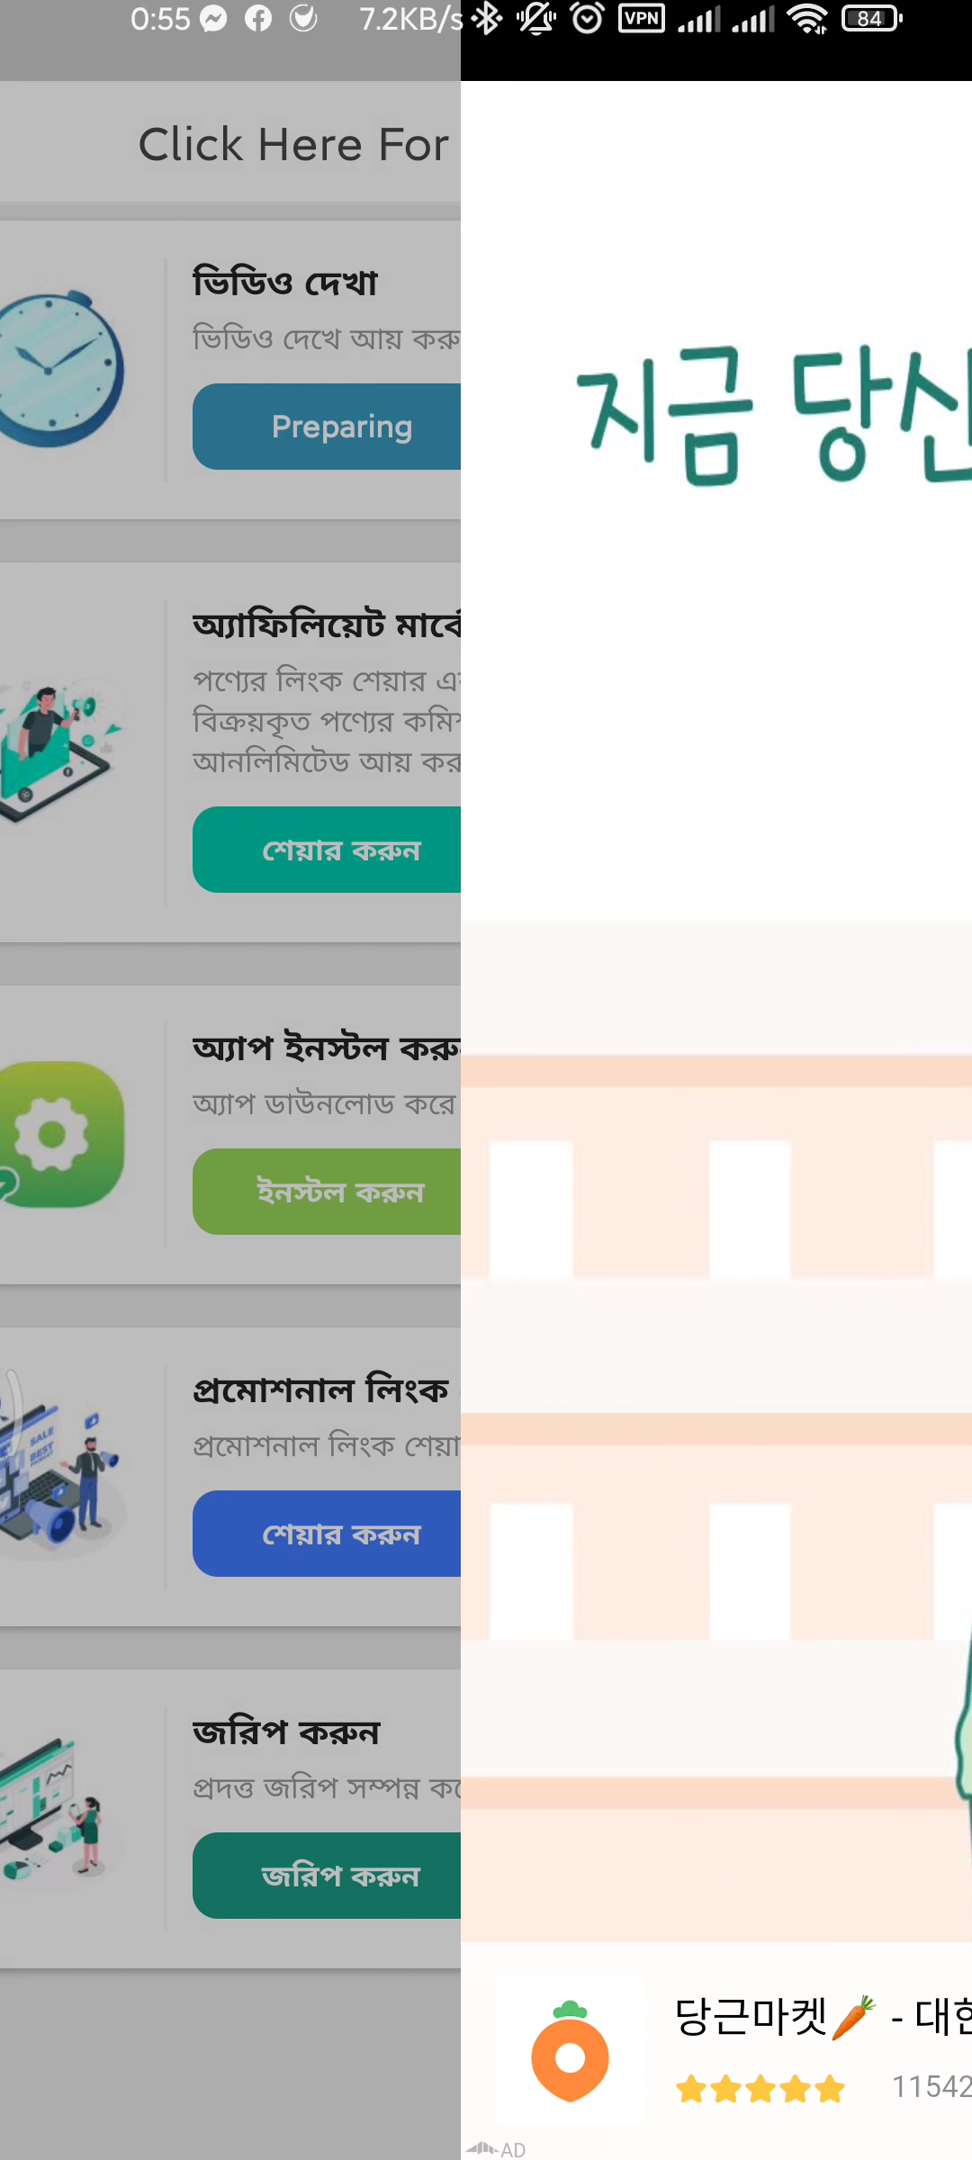 0:55
7.2KB/s
VPN
84
Click Here For
ভিডিও দেখা
ভিডিও দেখে আয় করু
Preparing
지금 당신
অ্যাফিলিয়েট মার্কে
পণ্যের লিংক শেয়ার
বিক্রয়কৃত পণ্যের কমিশ
আনলিমিটেড আয় কর
শেয়ার করুন
অ্যাপ ইনস্টল করু
অ্যাপ ডাউনলোড করে
ইনস্টল করুন
প্রমোশনাল লিংক
SALE
BEST
প্রমোশনাল লিংক শেয়া
শেয়ার করুন
জরিপ করুন
প্রদত্ত জরিপ সম্পন্ন
জরিপ করুন
당근마켓🥕 - 대한
11542
AD